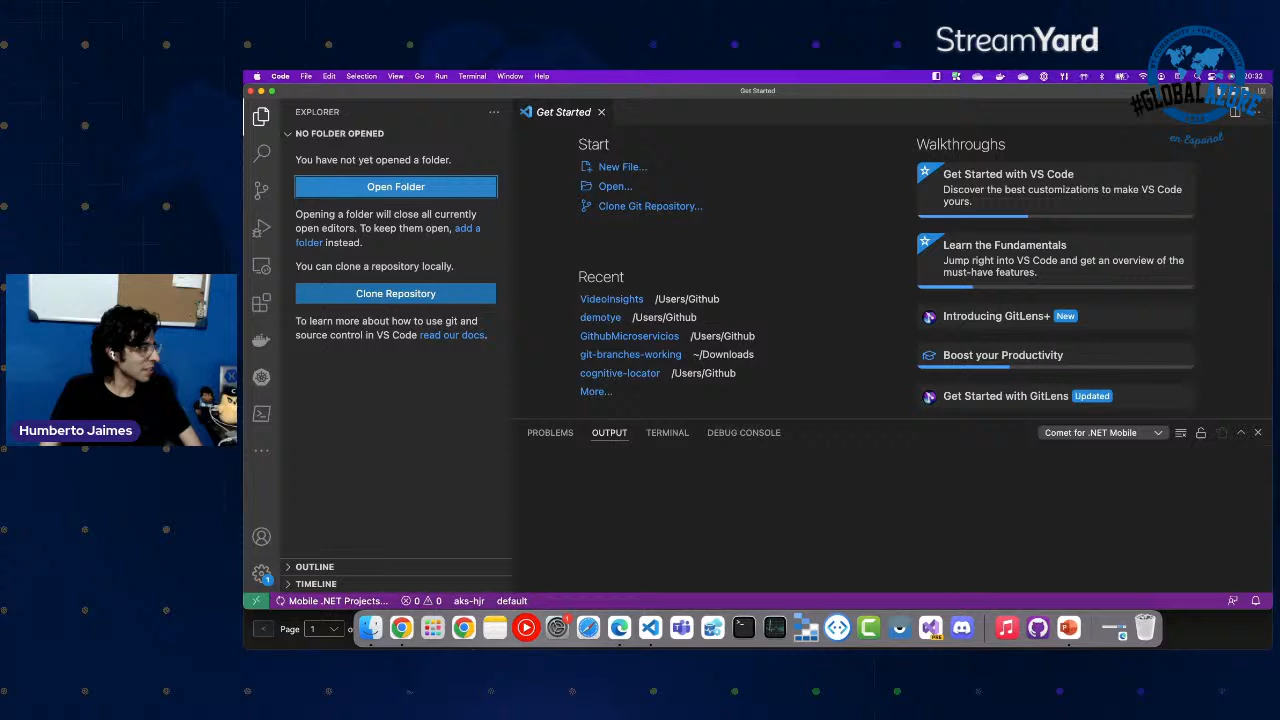 StreamYard
#GLOBALAZURE
en Español
Code File Edit Selection View Go Run Terminal Window Help
20:32
Get Started
EXPLORER
Get Started
NO FOLDER OPENED
You have not yet opened a folder.
Open Folder
Opening a folder will close all currently
open editors. To keep them open, add a
folder instead.
You can clone a repository locally.
Clone Repository
To learn more about how to use git and
source control in VS Code read our docs.
OUTLINE
TIMELINE
Start
New File...
Open...
Clone Git Repository...
Recent
VideoInsights /Users/Github
demotye /Users/Github
GithubMicroservicios /Users/Github
git-branches-working ~/Downloads
cognitive-locator /Users/Github
More...
Walkthroughs
Get Started with VS Code
Discover the best customizations to make VS Code
yours.
Learn the Fundamentals
Jump right into VS Code and get an overview of the
must-have features.
Introducing GitLens+ New
Boost your Productivity
Get Started with GitLens Updated
PROBLEMS OUTPUT TERMINAL DEBUG CONSOLE
Comet for .NET Mobile
Humberto Jaimes
1
Mobile .NET Projects... 0 0 aks-hjr default
Page 1 o
1
PRE